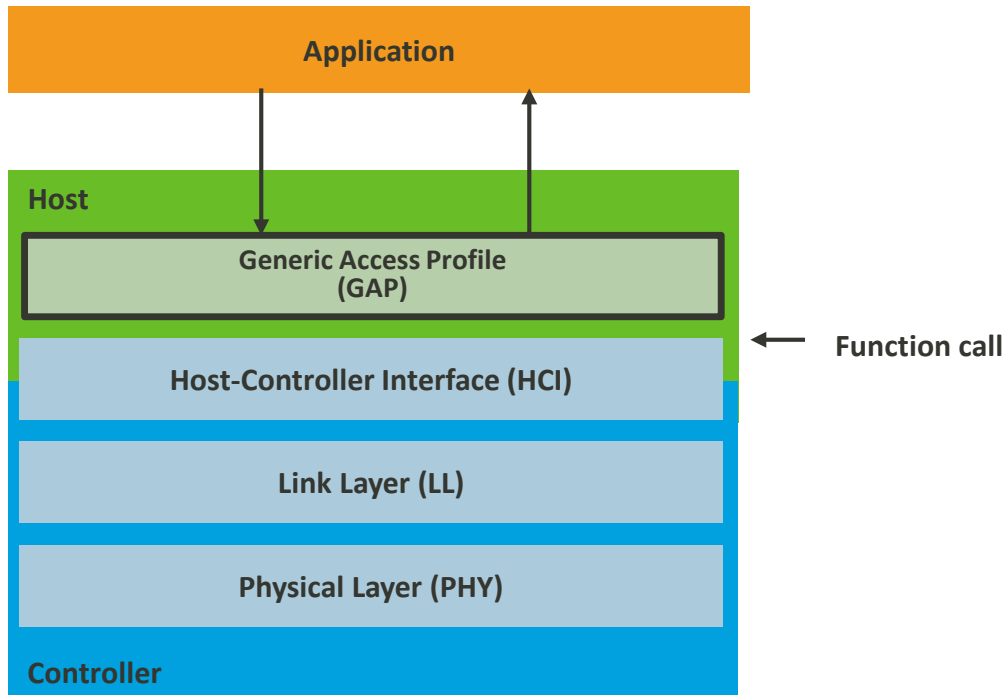 Application
Host
Generic Access Profile
(GAP)
Function call
Host-Controller Interface (HCI)
Link Layer (LL)
Physical Layer (PHY)
Controller